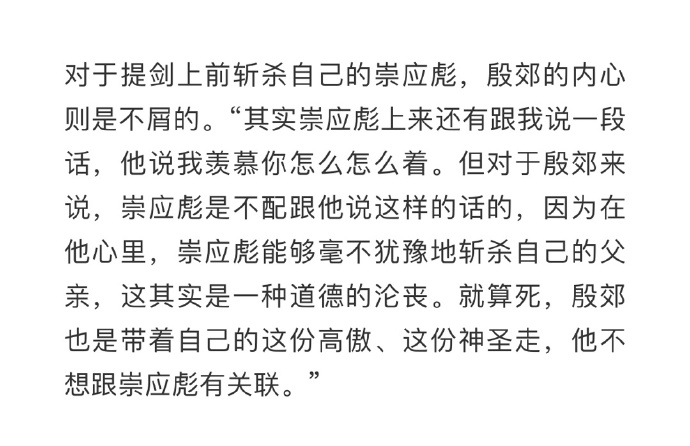 对于提剑上前斩杀自己的崇应彪，殷郊的内心
则是不屑的。“其实崇应彪上来还有跟我说一段
话，他说我羡慕你怎么怎么着。但对于殷郊来
说，崇应彪是不配跟他说这样的话的，因为在
他心里，崇应彪能够毫不犹豫地斩杀自己的父
亲，这其实是一种道德的沦丧。就算死，殷郊
也是带着自己的这份高傲、这份神圣走，他不
想跟崇应彪有关联。”